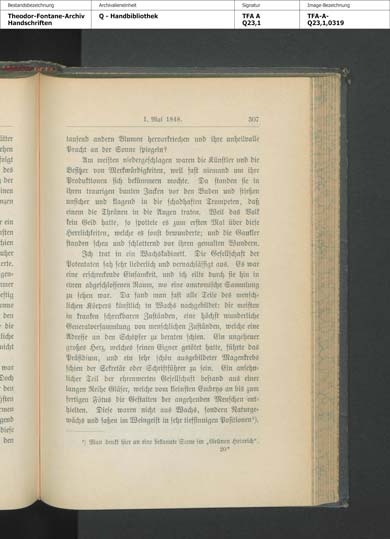 Bestandsbezeichnung
Theodor-Fontane-Archiv
Handschriften
Archivalieneinheit
Q - Handbibliothek
Signatur
TFA A
Q23,1
Image-Bezeichnung
TFA-A-
Q23,1,0319
1. Mai 1848.
307
tausend andern Blumen hervorkriechen und ihre unheilvolle
Pracht an der Sonne spiegeln?
Am meisten niedergeschlagen waren die Künstler und die
Besitzer von Merkwürdigkeiten, weil fast niemand um ihre
Produktionen sich bekümmern mochte. Da standen sie in
ihren traurigen bunten Jacken vor den Buden und stießen
unsicher und klagend in die schadhaften Trompeten, daß
einem die Thränen in die Augen traten. Weil das Volk
kein Geld hatte, so spottete es zum ersten Mal über diese
Herrlichkeiten, welche es sonst bewunderte; und die Gaukler
standen scheu und schlotternd vor ihren gemalten Wundern.
Ich trat in ein Wachskabinett. Die Gesellschaft der
Potentaten sah sehr liederlich und vernachlässigt aus. Es war
eine erschreckende Einsamkeit, und ich eilte durch sie hin in
einen abgeschlossenen Raum, wo eine anatomische Sammlung
zu sehen war. Da fand man fast alle Teile des mensch-
lichen Körpers künstlich in Wachs nachgebildet: die meisten
in kranken schreckbaren Zuständen, eine höchst wunderliche
Generalversammlung von menschlichen Zuständen, welche eine
Adresse an den Schöpfer zu beraten schien. Ein ungeheuer
großes Herz, welches seinen Eigner getötet hatte, führte das
Präsidium, und ein sehr schön ausgebildeter Magenkrebs
schien der Sekretär oder Schriftführer zu sein. Ein ansehn-
licher Teil der ehrenwerten Gesellschaft bestand aus einer
langen Reihe Gläser, welche vom kleinsten Embryo an bis zum
fertigen Fötus die Gestalten der angehenden Menschen ent-
hielten. Diese waren nicht aus Wachs, sondern Naturge-
wächs und saßen im Weingeist in sehr tiefsinnigen Positionen¹).
¹) Man denkt hier an eine bekannte Szene im „Grünen Heinrich".
20*